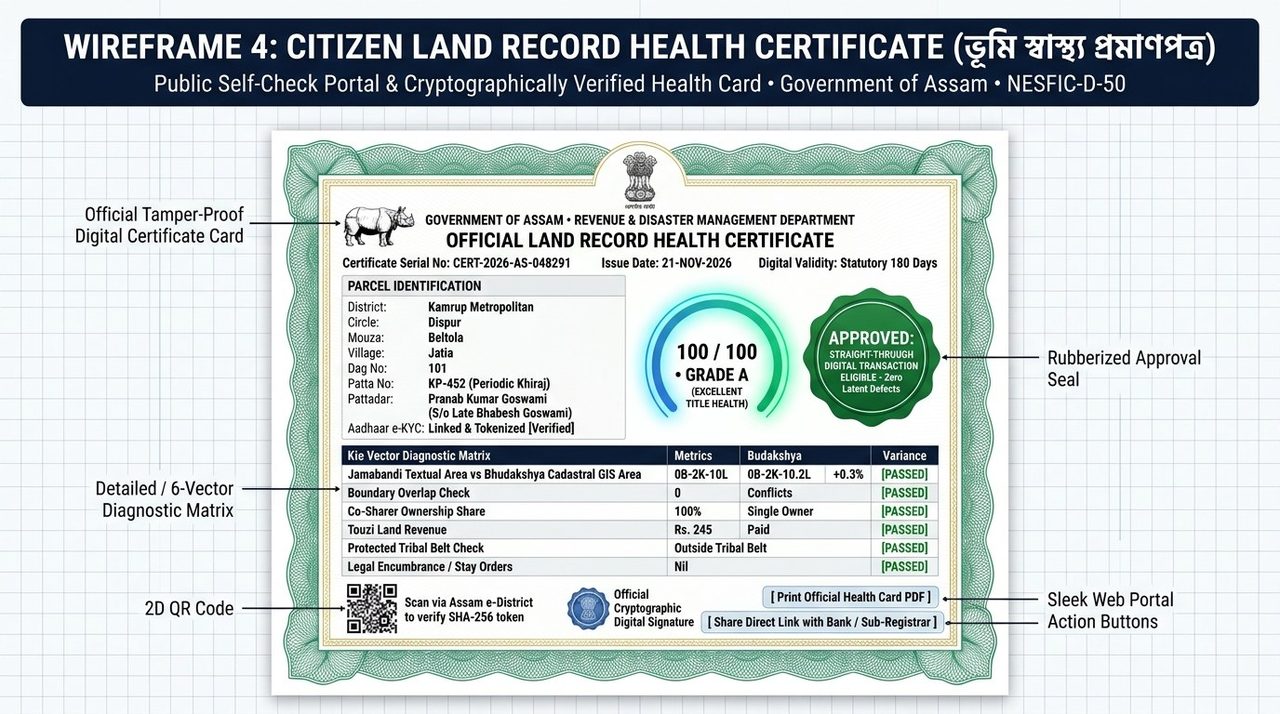 WIREFRAME 4: CITIZEN LAND RECORD HEALTH CERTIFICATE (ভূমি স্বাস্থ্য প্ৰমাণপত্ৰ)
Public Self-Check Portal & Cryptographically Verified Health Card • Government of Assam • NESFIC-D-50
Official Tamper-Proof
Digital Certificate Card
GOVERNMENT OF ASSAM • REVENUE & DISASTER MANAGEMENT DEPARTMENT
OFFICIAL LAND RECORD HEALTH CERTIFICATE
Certificate Serial No: CERT-2026-AS-048291 Issue Date: 21-NOV-2026 Digital Validity: Statutory 180 Days
PARCEL IDENTIFICATION
District: Kamrup Metropolitan
Circle: Dispur
Mouza: Beltola
Village: Jatia
Dag No: 101
Patta No: KP-452 (Periodic Khiraj)
Pattadar: Pranab Kumar Goswami
(S/o Late Bhabesh Goswami)
Aadhaar e-KYC: Linked & Tokenized [Verified]
100 / 100
• GRADE A
(EXCELLENT
TITLE HEALTH)
APPROVED:
STRAIGHT-THROUGH
DIGITAL TRANSACTION
ELIGIBLE - Zero
Latent Defects
Rubberized Approval
Seal
Kie Vector Diagnostic Matrix Metrics Budakshya Variance
Jamabandi Textual Area vs Bhudakshya Cadastral GIS Area 0B-2K-10L 0B-2K-10.2L +0.3% [PASSED]
Boundary Overlap Check 0 Conflicts [PASSED]
Co-Sharer Ownership Share 100% Single Owner [PASSED]
Touzi Land Revenue Rs. 245 Paid [PASSED]
Protected Tribal Belt Check Outside Tribal Belt [PASSED]
Legal Encumbrance / Stay Orders Nil [PASSED]
Detailed / 6-Vector
Diagnostic Matrix
2D QR Code
Scan via Assam e-District
to verify SHA-256 token
Official
Cryptographic
Digital Signature
[ Print Official Health Card PDF ]
[ Share Direct Link with Bank / Sub-Registrar ]
Sleek Web Portal
Action Buttons